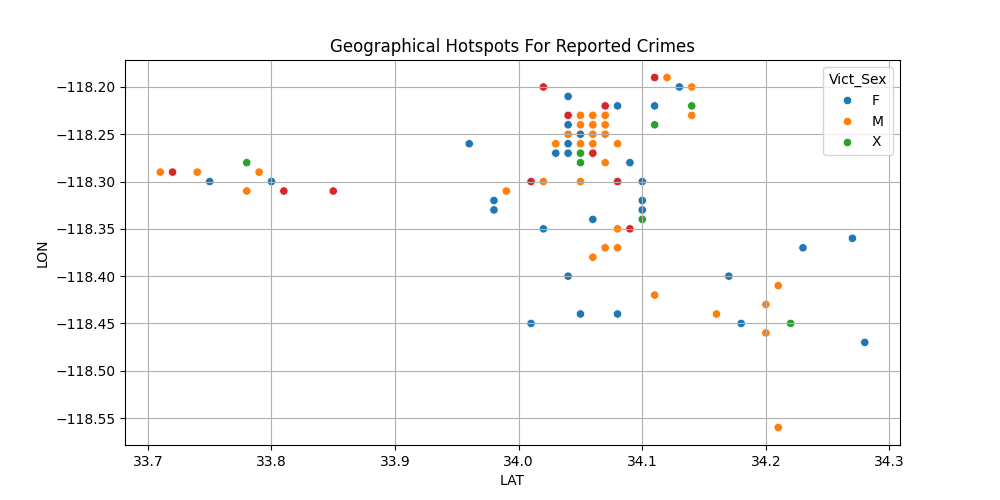 Geographical Hotspots For Reported Crimes
Vict_Sex
F
M
X
LON
−118.20
−118.25
−118.30
−118.35
−118.40
−118.45
−118.50
−118.55
33.7 33.8 33.9 34.0 34.1 34.2 34.3
LAT